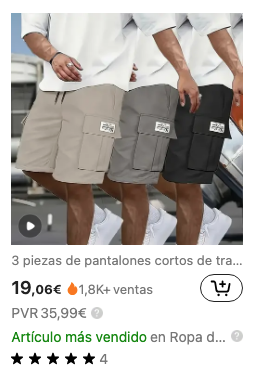 3 piezas de pantalones cortos de tra...
19,06€ 1,8K+ ventas
PVR 35,99€ ?
Artículo más vendido en Ropa d... ?
4